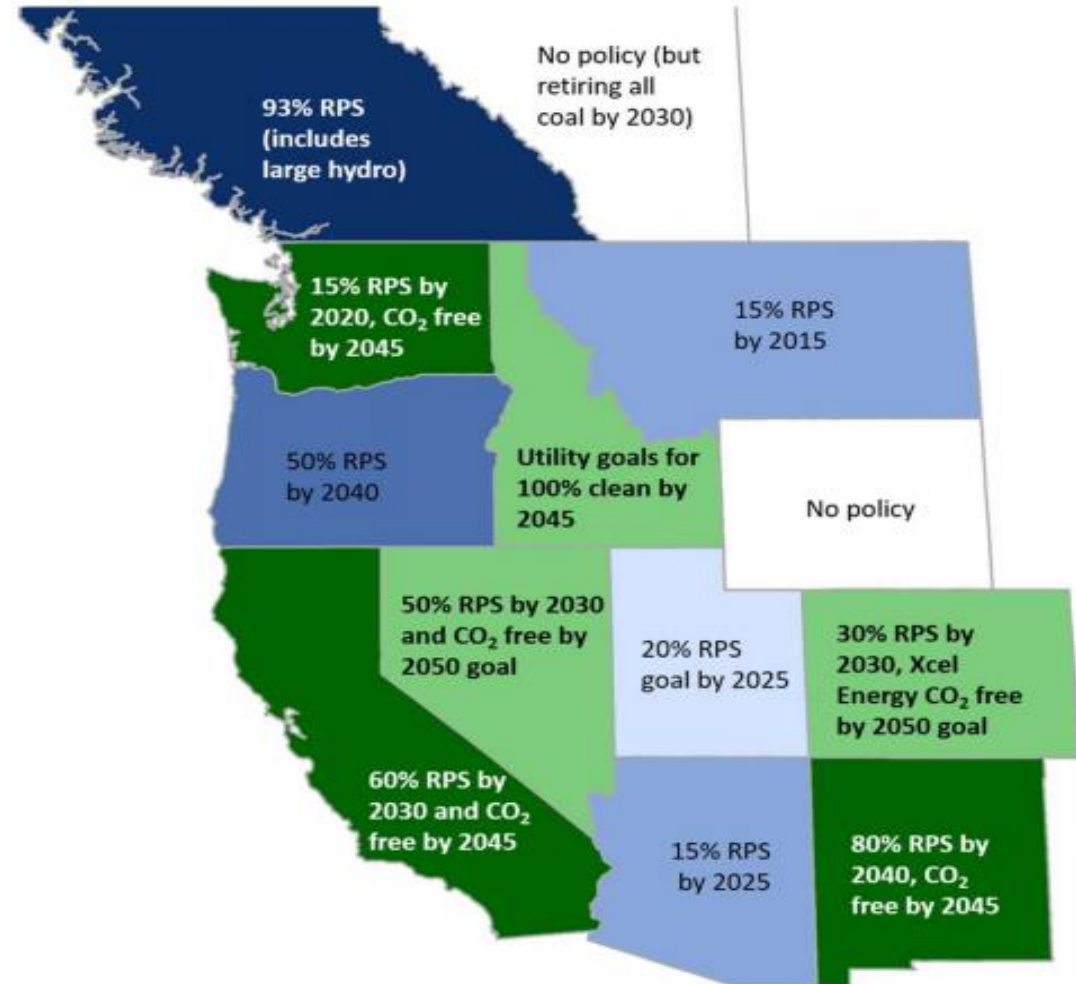 No policy (but
retiring all
coal by 2030)
93% RPS
(includes
large hydro)
15% RPS by
2020, CO₂ free
by 2045
15% RPS
by 2015
50% RPS
by 2040
Utility goals for
100% clean by
2045
No policy
50% RPS by 2030
and CO₂ free by
2050 goal
20% RPS
goal by 2025
30% RPS by
2030, Xcel
Energy CO₂ free
by 2050 goal
60% RPS by
2030 and CO₂
free by 2045
15% RPS
by 2025
80% RPS by
2040, CO₂
free by 2045